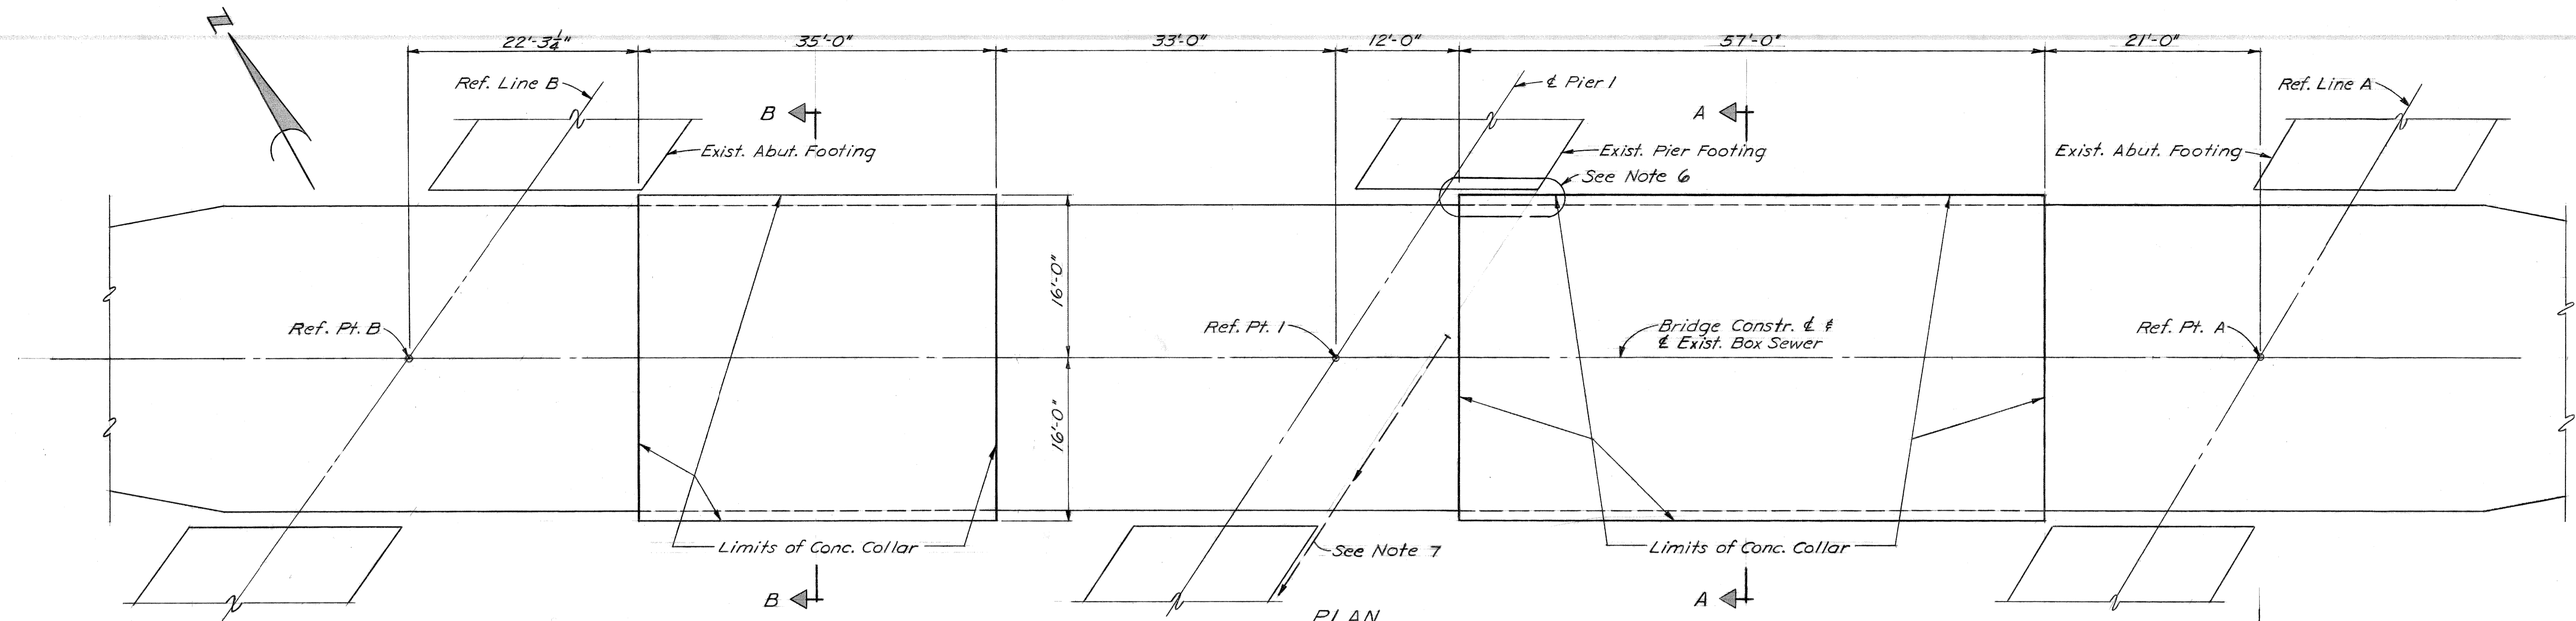 N
22'-3¼"
35'-0"
33'-0"
12'-0"
57'-0"
21'-0"
Ref. Line B
B
Exist. Abut. Footing
℄ Pier 1
A
Exist. Pier Footing
See Note 6
Ref. Line A
Exist. Abut. Footing
16'-0"
Ref. Pt. B
Ref. Pt. 1
Bridge Constr. ℄ &
℄ Exist. Box Sewer
Ref. Pt. A
16'-0"
Limits of Conc. Collar
See Note 7
Limits of Conc. Collar
B
A
PLAN